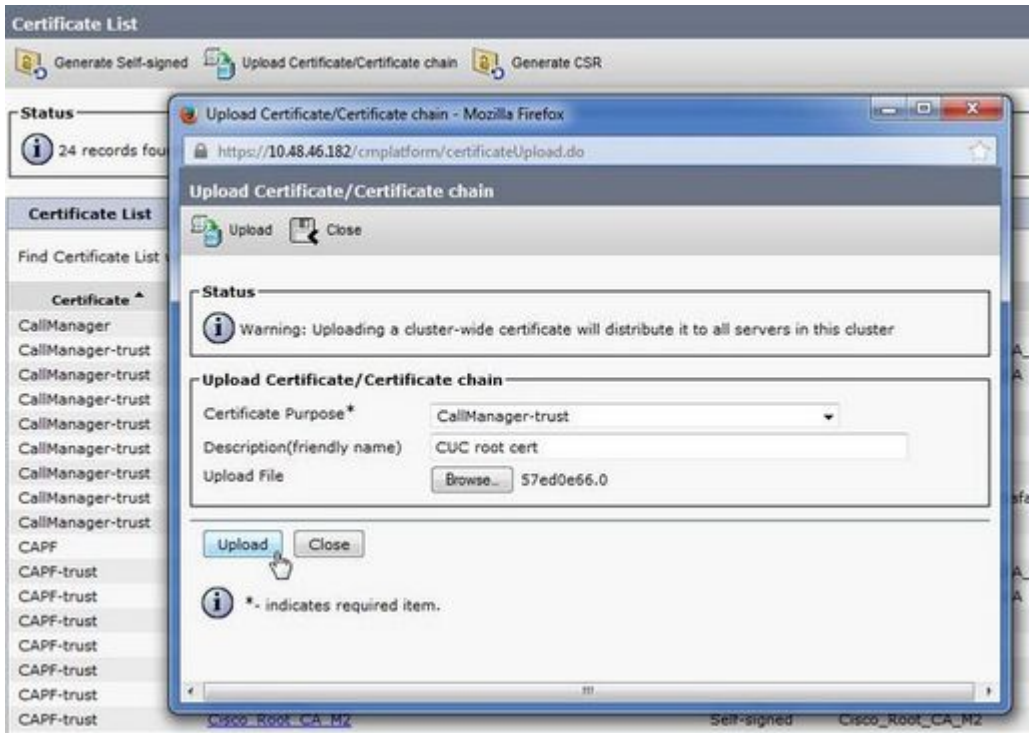 Certificate List
Generate Self-signed Upload Certificate/Certificate chain Generate CSR
Status
24 records fou
Certificate List
Find Certificate List
Certificate
CallManager
CallManager-trust
CallManager-trust
CallManager-trust
CallManager-trust
CallManager-trust
CallManager-trust
CallManager-trust
CallManager-trust
CAPF
CAPF-trust
CAPF-trust
CAPF-trust
CAPF-trust
CAPF-trust
CAPF-trust
CAPF-trust Cisco_Root_CA_M2 Self-signed Cisco_Root_CA_M2
Upload Certificate/Certificate chain - Mozilla Firefox
https://10.48.46.182/cmplatform/certificateUpload.do
Upload Certificate/Certificate chain
Upload Close
Status
Warning: Uploading a cluster-wide certificate will distribute it to all servers in this cluster
Upload Certificate/Certificate chain
Certificate Purpose* CallManager-trust
Description(friendly name) CUC root cert
Upload File Browse... 57ed0e66.0
Upload Close
*- indicates required item.